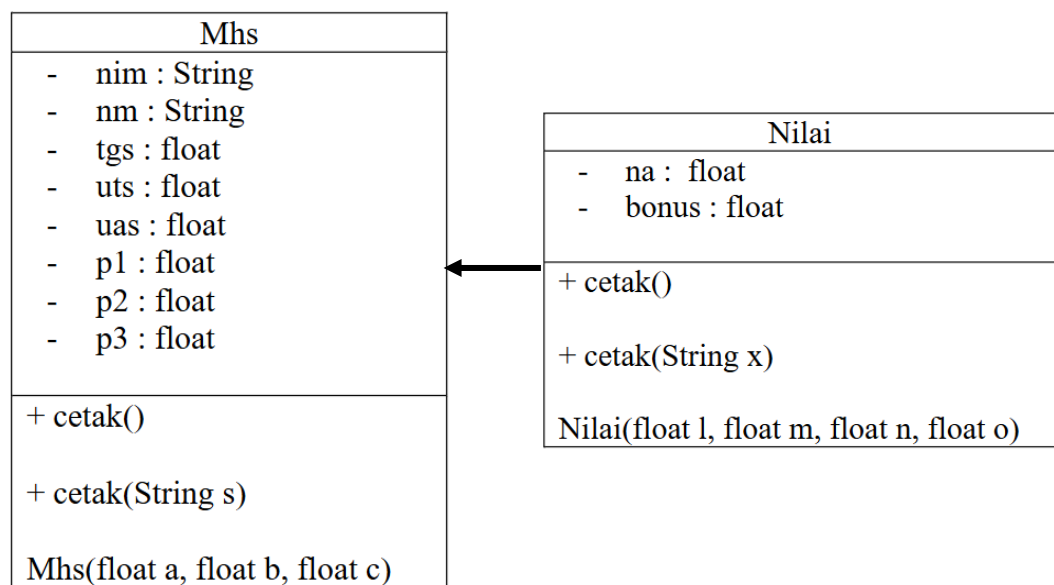 Mhs
- nim : String
- nm : String
- tgs : float
- uts : float
- uas : float
- p1 : float
- p2 : float
- p3 : float
+ cetak()
+ cetak(String s)
Mhs(float a, float b, float c)
Nilai
- na : float
- bonus : float
+ cetak()
+ cetak(String x)
Nilai(float l, float m, float n, float o)